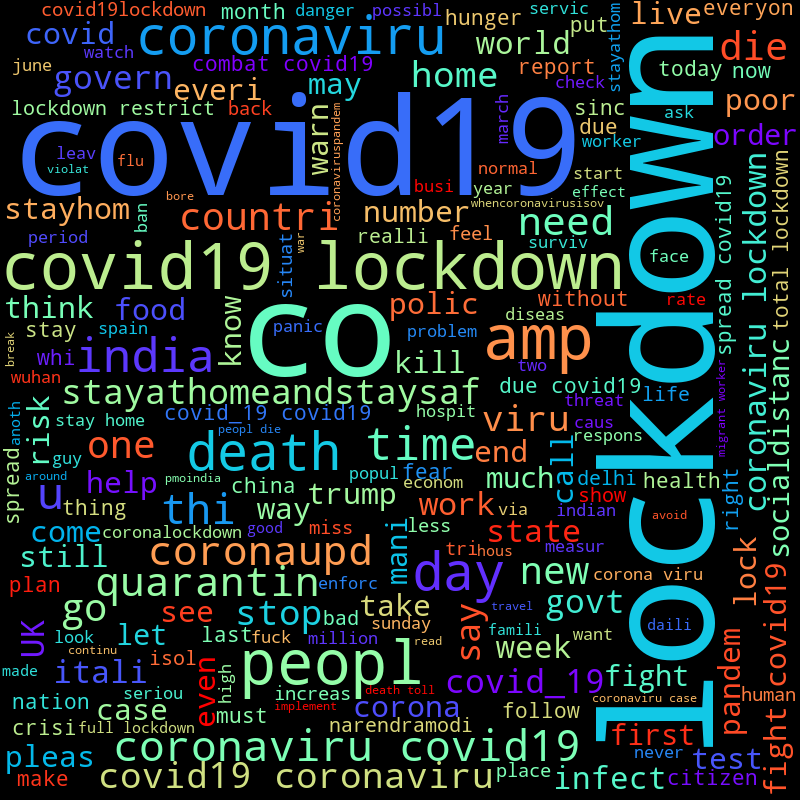 covid19lockdown month danger possibl servic put live everyon
covid coronaviru hunger world stayathom die
june watch combat covid19 home report today now
govern everi may check poor
lockdown restrict back warn coronaviruspandem march sinc due ask order
covid19 lockdown
leav flu normal worker
violat busi start
bore year effect
stayhom ban countri number whencoronavirusisov need
period realli feel surviv face spread covid19 coronaviru lockdown total lockdown
covid19 lockdown situat war
diseas
think food know co polic without rate
stay spain panic problem amp
break whi india kill two
wuhan stayathomeandstaysaf due covid19 life migrant worker
anoth risk stay home covid_19 covid19 hospit viru threat socialdistanc
guy one peopl die death time end caus respons
spread around pmoindia popul fear econom much call delhi health
u help china way trump work via indian show right
thing thi good miss less state measur avoid
come coronalockdown coronaupd mani tri hous
still enforc new corona viru lock
plan quarantin day
go see stop bad take say travel govt daili
UK look let last fuck million sunday famili want week pandem fight covid19
continu read
made itali isol even high peopl covid_19 fight human
seriou death toll coronaviru case
nation case increas corona follow
crisi full lockdown must implement narendramodi first
never test
pleas coronaviru covid19 place infect citizen
make covid19 coronaviru